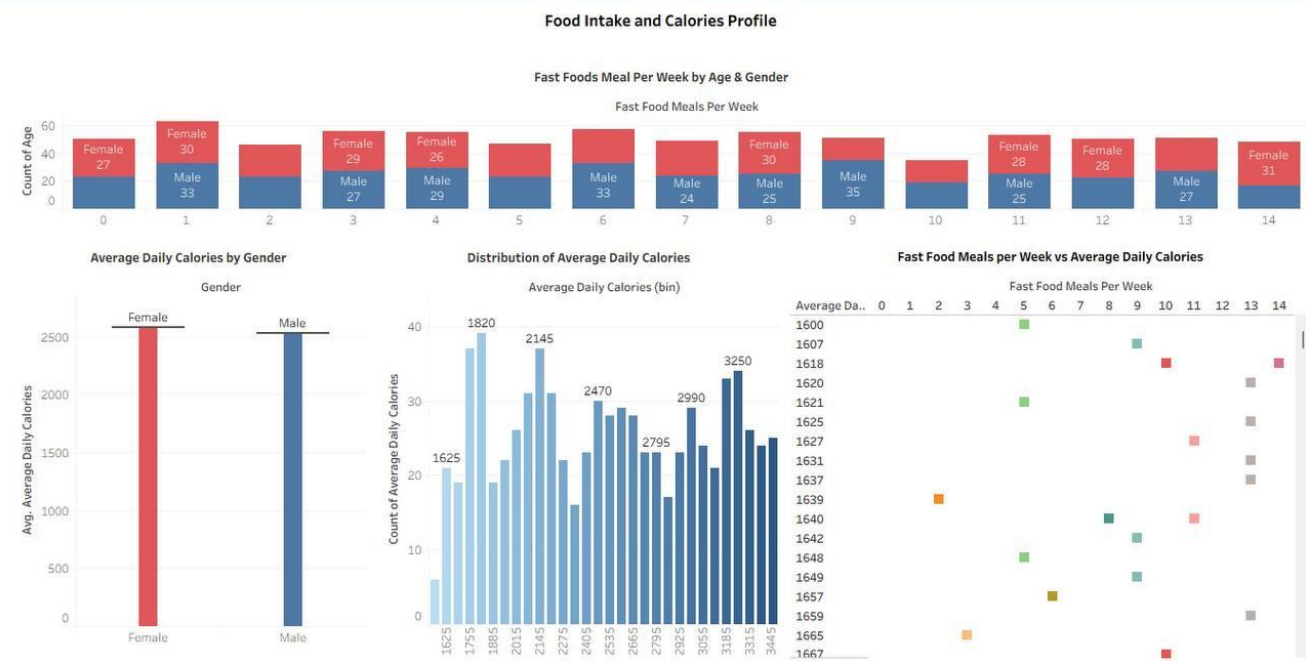 Food Intake and Calories Profile
Fast Foods Meal Per Week by Age & Gender
Fast Food Meals Per Week
Count of Age
60
40
20
0
Female 27
Female 30
Male 33
Female 29
Male 27
Female 26
Male 29
Male 33
Male 24
Female 30
Male 25
Male 35
Female 28
Male 25
Female 28
Male 27
Female 31
0 1 2 3 4 5 6 7 8 9 10 11 12 13 14
Average Daily Calories by Gender
Gender
Avg. Average Daily Calories
2500
2000
1500
1000
500
0
Female
Male
Female Male
Distribution of Average Daily Calories
Average Daily Calories (bin)
Count of Average Daily Calories
40
30
20
10
0
1625
1820
2145
2470
2795
2990
3250
1625 1755 1885 2015 2145 2275 2405 2535 2665 2795 2925 3055 3185 3315 3445
Fast Food Meals per Week vs Average Daily Calories
Fast Food Meals Per Week
Average Da.. 0 1 2 3 4 5 6 7 8 9 10 11 12 13 14
1600
1607
1618
1620
1621
1625
1627
1631
1637
1639
1640
1642
1648
1649
1657
1659
1665
1667